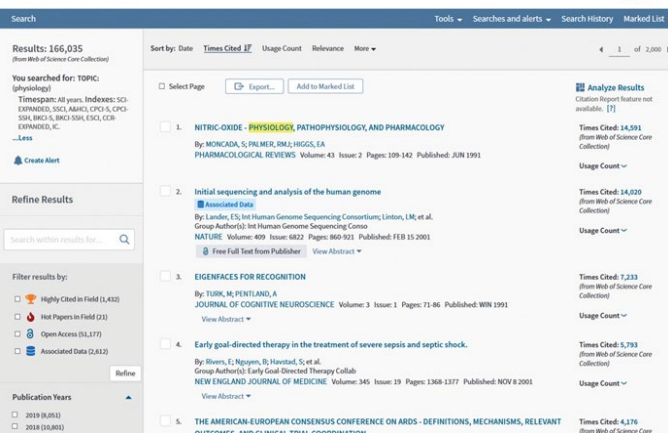 Search
Tools
Searches and alerts
Search History
Marked List
Results: 166,035
(from Web of Science Core Collection)
You searched for: TOPIC:
(physiology)
Timespan: All years. Indexes: SCI-
EXPANDED, SSCI, A&HCI, CPCI-S, CPCI-
SSH, BKCI-S, BKCI-SSH, ESCI, CCR-
EXPANDED, IC.
...Less
Create Alert
Refine Results
Search within results for...
Filter results by:
Highly Cited in Field (1,432)
Hot Papers in Field (21)
Open Access (51,177)
Associated Data (2,612)
Refine
Publication Years
2019 (6,051)
2018 (10,801)
Sort by: Date Times Cited Usage Count Relevance More
1 of 2,000
Select Page
Export...
Add to Marked List
1. NITRIC-OXIDE - PHYSIOLOGY, PATHOPHYSIOLOGY, AND PHARMACOLOGY
By: MONCADA, S; PALMER, RMJ; HIGGS, EA
PHARMACOLOGICAL REVIEWS Volume: 43 Issue: 2 Pages: 109-142 Published: JUN 1991
2. Initial sequencing and analysis of the human genome
Associated Data
By: Lander, ES; Int Human Genome Sequencing Consortium; Linton, LM; et al.
Group Author(s): Int Human Genome Sequencing Conso
NATURE Volume: 409 Issue: 6822 Pages: 860-921 Published: FEB 15 2001
Free Full Text from Publisher View Abstract
3. EIGENFACES FOR RECOGNITION
By: TURK, M; PENTLAND, A
JOURNAL OF COGNITIVE NEUROSCIENCE Volume: 3 Issue: 1 Pages: 71-86 Published: WIN 1991
View Abstract
4. Early goal-directed therapy in the treatment of severe sepsis and septic shock.
By: Rivers, E; Nguyen, B; Havstad, S; et al.
Group Author(s): Early Goal-Directed Therapy Collab
NEW ENGLAND JOURNAL OF MEDICINE Volume: 345 Issue: 19 Pages: 1368-1377 Published: NOV 8 2001
View Abstract
5. THE AMERICAN-EUROPEAN CONSENSUS CONFERENCE ON ARDS - DEFINITIONS, MECHANISMS, RELEVANT
OUTCOMES, AND CLINICAL-TRIAL COORDINATION
Analyze Results
Citation Report feature not
available. [?]
Times Cited: 14,591
(from Web of Science Core
Collection)
Usage Count
Times Cited: 14,020
(from Web of Science Core
Collection)
Usage Count
Times Cited: 7,233
(from Web of Science Core
Collection)
Usage Count
Times Cited: 5,793
(from Web of Science Core
Collection)
Usage Count
Times Cited: 4,176
(from Web of Science Core